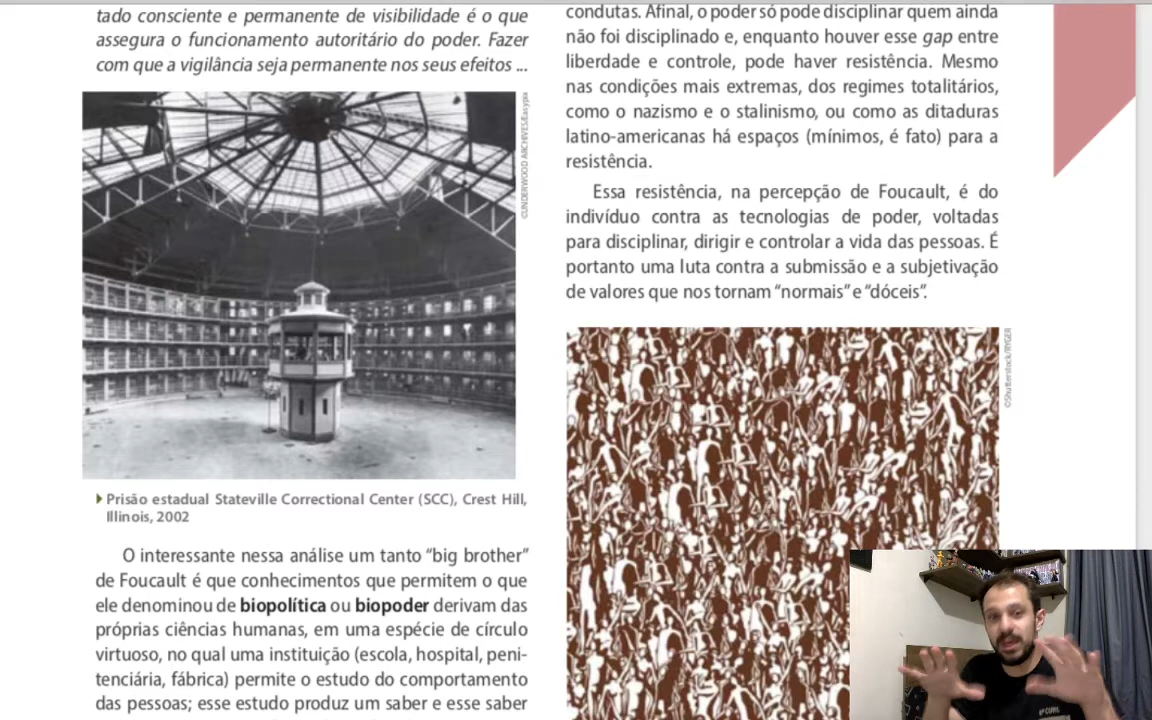 tado consciente e permanente de visibilidade é o que
assegura o funcionamento autoritário do poder. Fazer
com que a vigilância seja permanente nos seus efeitos ...
©UNDERWOOD ARCHIVES/Easypix
Prisão estadual Stateville Correctional Center (SCC), Crest Hill,
Illinois, 2002
O interessante nessa análise um tanto “big brother”
de Foucault é que conhecimentos que permitem o que
ele denominou de biopolítica ou biopoder derivam das
próprias ciências humanas, em uma espécie de círculo
virtuoso, no qual uma instituição (escola, hospital, peni-
tenciária, fábrica) permite o estudo do comportamento
das pessoas; esse estudo produz um saber e esse saber
condutas. Afinal, o poder só pode disciplinar quem ainda
não foi disciplinado e, enquanto houver esse gap entre
liberdade e controle, pode haver resistência. Mesmo
nas condições mais extremas, dos regimes totalitários,
como o nazismo e o stalinismo, ou como as ditaduras
latino-americanas há espaços (mínimos, é fato) para a
resistência.
Essa resistência, na percepção de Foucault, é do
indivíduo contra as tecnologias de poder, voltadas
para disciplinar, dirigir e controlar a vida das pessoas. É
portanto uma luta contra a submissão e a subjetivação
de valores que nos tornam “normais” e “dóceis”.
©Shutterstock/RYGER